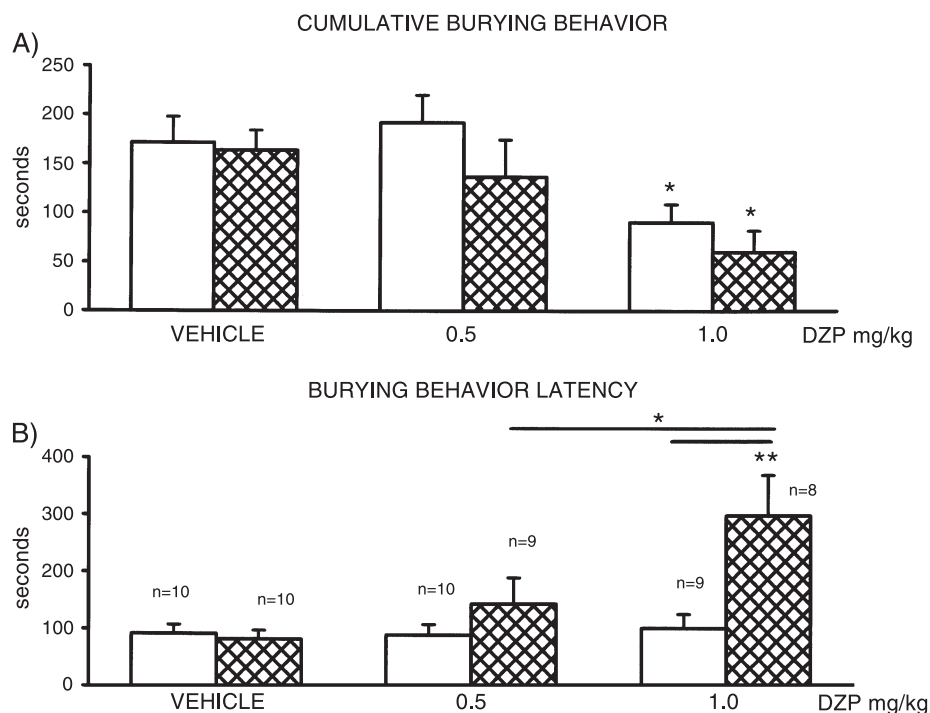 CUMULATIVE BURYING BEHAVIOR
A)
250
200
150
100
50
0
seconds
* *
VEHICLE 0.5 1.0 DZP mg/kg
BURYING BEHAVIOR LATENCY
B)
*
400
300
200
100
0
seconds
**
n=8
n=9
n=10 n=10 n=10 n=9
VEHICLE 0.5 1.0 DZP mg/kg